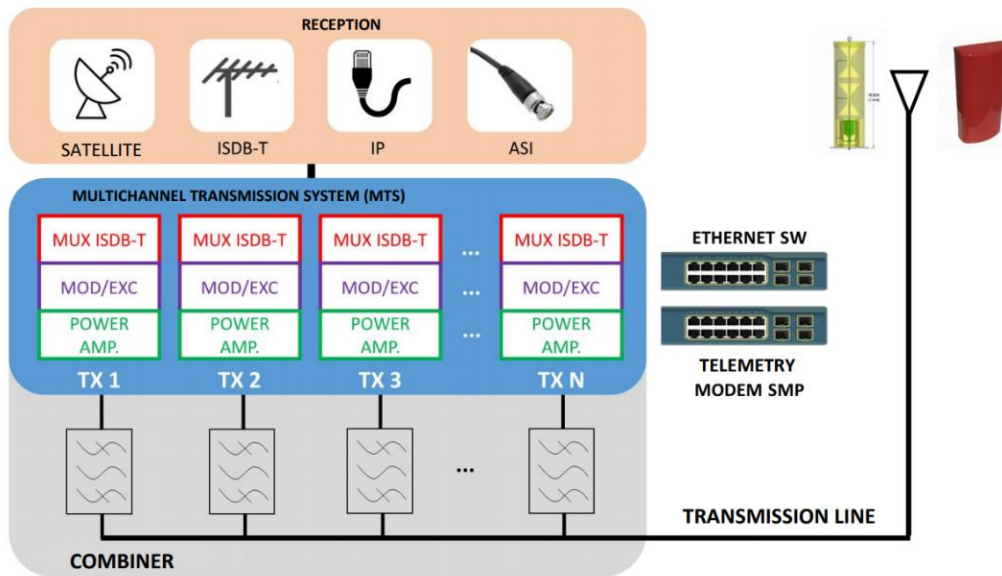 RECEPTION
SATELLITE
ISDB-T
IP
ASI
MULTICHANNEL TRANSMISSION SYSTEM (MTS)
MUX ISDB-T
MUX ISDB-T
MUX ISDB-T
...
MUX ISDB-T
MOD/EXC
MOD/EXC
MOD/EXC
...
MOD/EXC
POWER
AMP.
POWER
AMP.
POWER
AMP.
...
POWER
AMP.
TX 1
TX 2
TX 3
TX N
ETHERNET SW
TELEMETRY
MODEM SMP
...
TRANSMISSION LINE
COMBINER